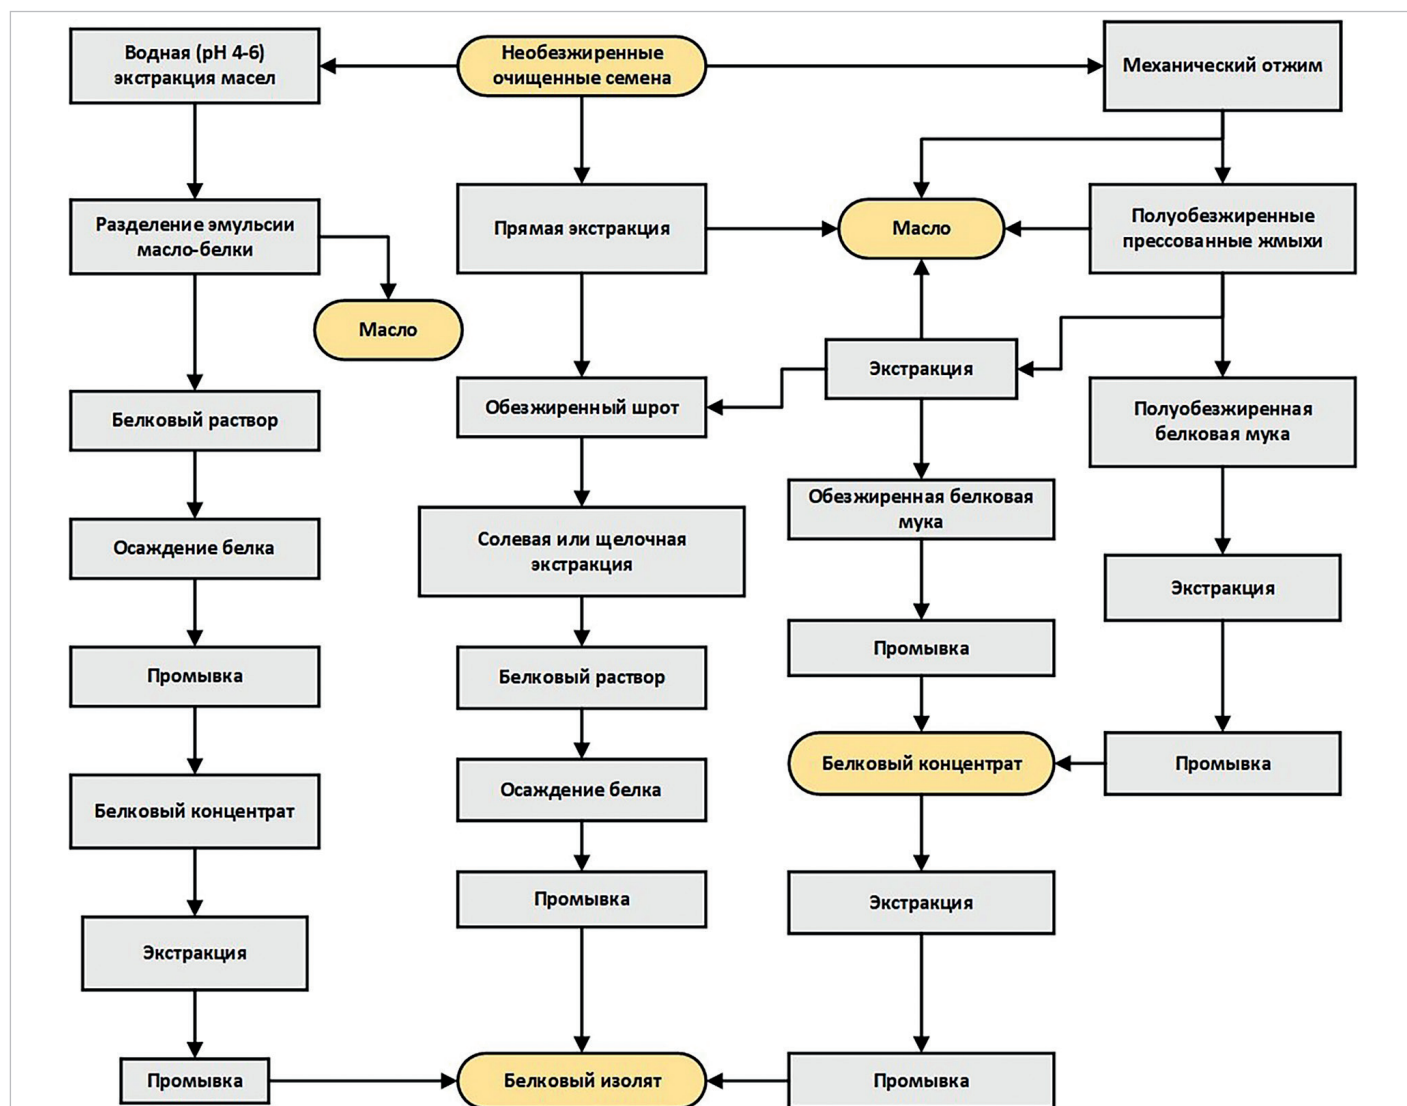 Водная (pH 4-6)
экстракция масел
Необезжиренные
очищенные семена
Механический отжим
Разделение эмульсии
масло-белки
Прямая экстракция
Масло
Полуобезжиренные
прессованные жмыхи
Масло
Экстракция
Белковый раствор
Обезжиренный шрот
Полуобезжиренная
белковая мука
Обезжиренная белковая
мука
Осаждение белка
Солевая или щелочная
экстракция
Экстракция
Промывка
Белковый раствор
Промывка
Белковый концентрат
Осаждение белка
Белковый концентрат
Промывка
Экстракция
Промывка
Экстракция
Промывка
Белковый изолят
Промывка